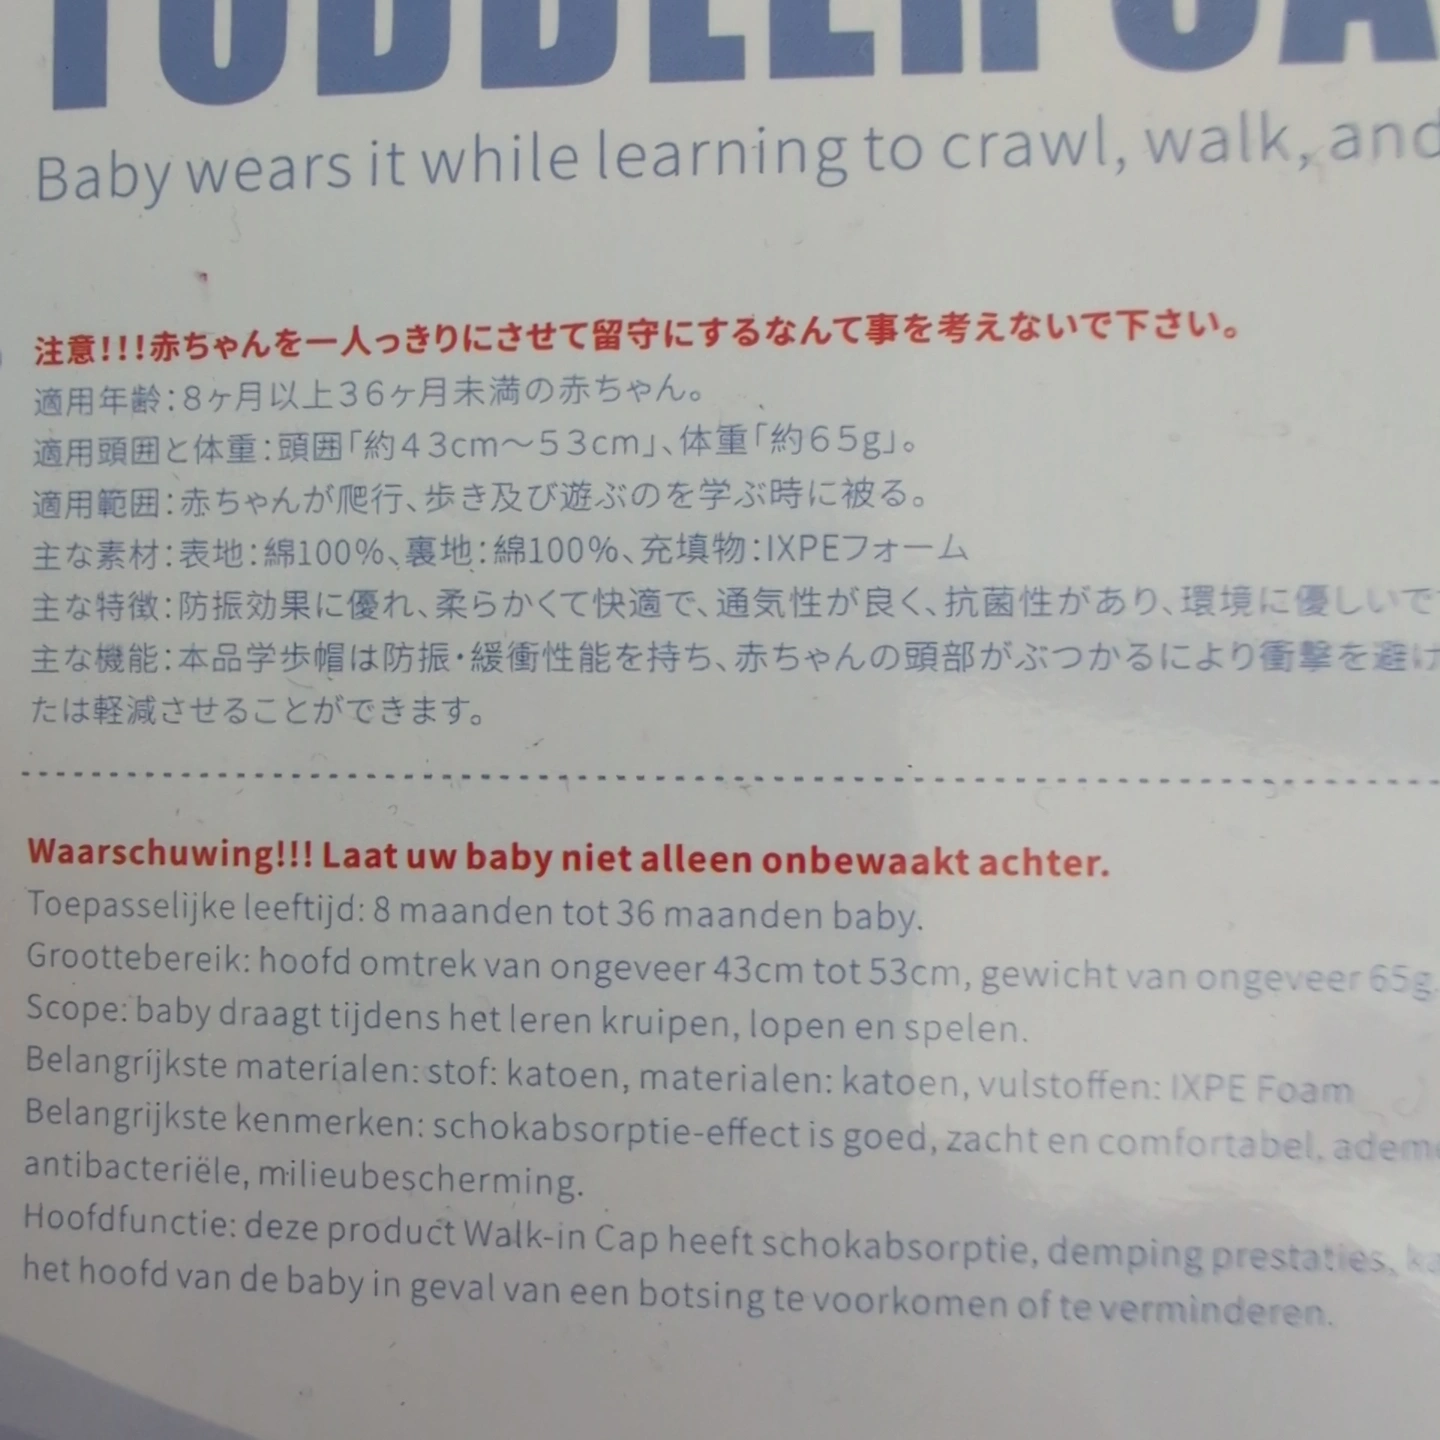 TODDLER
Baby wears it while learning to crawl, walk, and
注意!!!赤ちゃんを一人っきりにさせて留守にするなんて事を考えないで下さい。
適用年齢:8ヶ月以上36ヶ月未満の赤ちゃん。
適用頭囲と体重:頭囲「約43cm～53cm」、体重「約65g」。
適用範囲:赤ちゃんが爬行、歩き及び遊ぶのを学ぶ時に被る。
主な素材:表地:綿100%、裏地:綿100%、充填物:IXPEフォーム
主な特徴:防振効果に優れ、柔らかくて快適で、通気性が良く、抗菌性があり、環境に優しいで
主な機能:本品学歩帽は防振・緩衝性能を持ち、赤ちゃんの頭部がぶつかるにより衝撃を避け
たは軽減させることができます。
Waarschuwing!!! Laat uw baby niet alleen onbewaakt achter.
Toepasselijke leeftijd: 8 maanden tot 36 maanden baby.
Groottebereik: hoofd omtrek van ongeveer 43cm tot 53cm, gewicht van ongeveer 65g.
Scope: baby draagt tijdens het leren kruipen, lopen en spelen.
Belangrijkste materialen: stof: katoen, materialen: katoen, vulstoffen: IXPE Foam
Belangrijkste kenmerken: schokabsorptie-effect is goed, zacht en comfortabel,
antibacteriële, milieubescherming.
Hoofdfunctie: deze product Walk-in Cap heeft schokabsorptie, demping prestaties,
het hoofd van de baby in geval van een botsing te voorkomen of te verminderen.